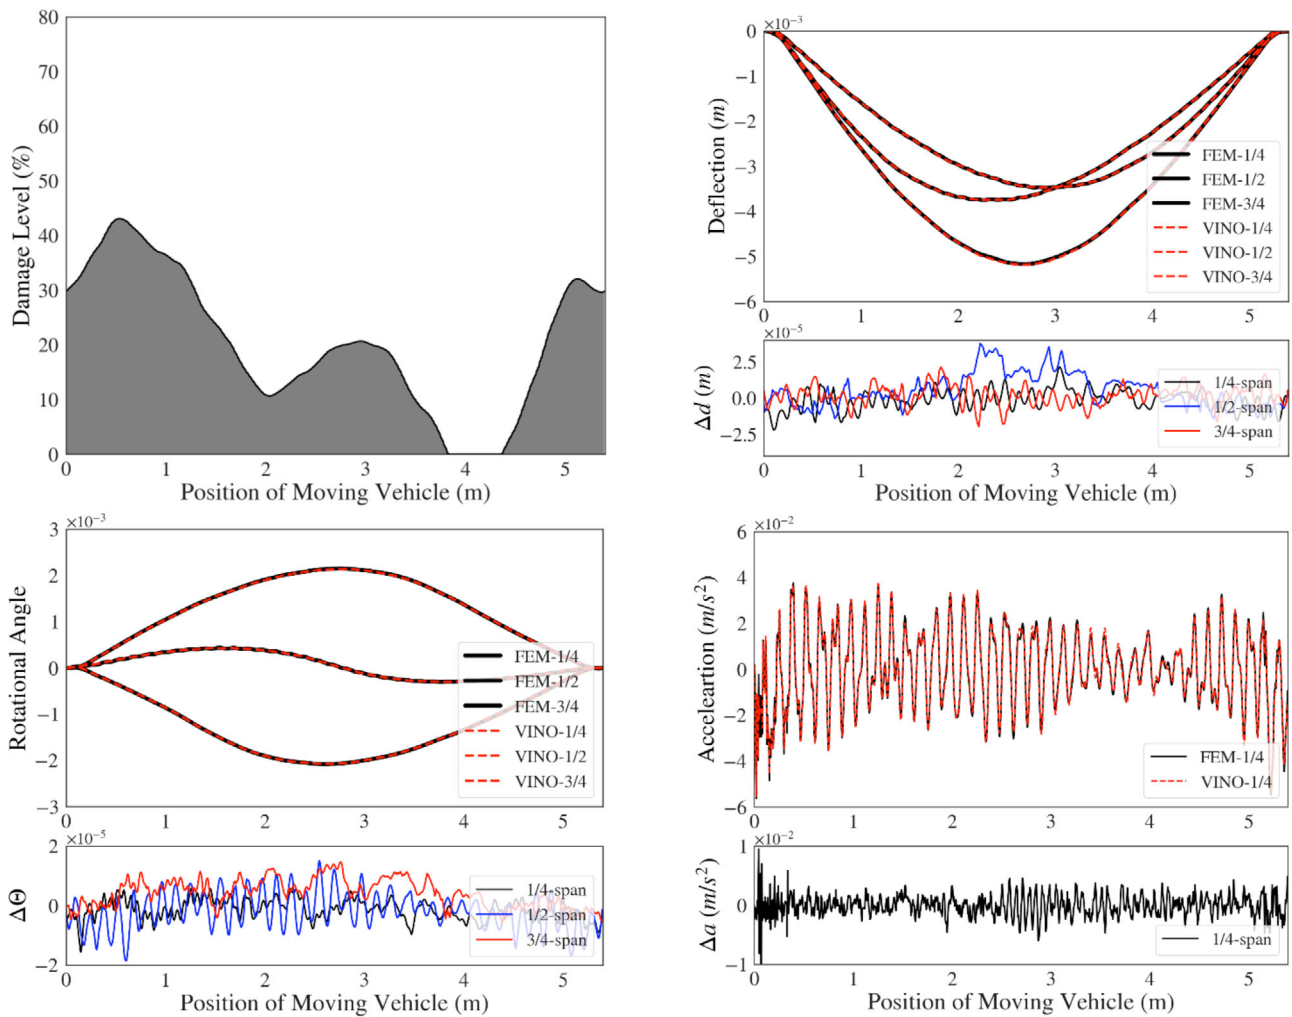 80
70
60
50
40
30
20
10
0
Damage Level (%)
0 1 2 3 4 5
Position of Moving Vehicle (m)
×10⁻³
0
−1
−2
−3
−4
−5
−6
Deflection (m)
FEM-1/4
FEM-1/2
FEM-3/4
VINO-1/4
VINO-1/2
VINO-3/4
0 1 2 3 4 5
×10⁻⁵
2.5
0.0
−2.5
Δd (m)
1/4-span
1/2-span
3/4-span
0 1 2 3 4 5
Position of Moving Vehicle (m)
×10⁻³
3
2
1
0
−1
−2
−3
Rotational Angle
FEM-1/4
FEM-1/2
FEM-3/4
VINO-1/4
VINO-1/2
VINO-3/4
0 1 2 3 4 5
×10⁻⁵
2
0
−2
ΔΘ
1/4-span
1/2-span
3/4-span
0 1 2 3 4 5
Position of Moving Vehicle (m)
×10⁻²
6
4
2
0
−2
−4
−6
Acceleartion (m/s²)
FEM-1/4
VINO-1/4
0 1 2 3 4 5
×10⁻²
1
0
−1
Δa (m/s²)
1/4-span
0 1 2 3 4 5
Position of Moving Vehicle (m)